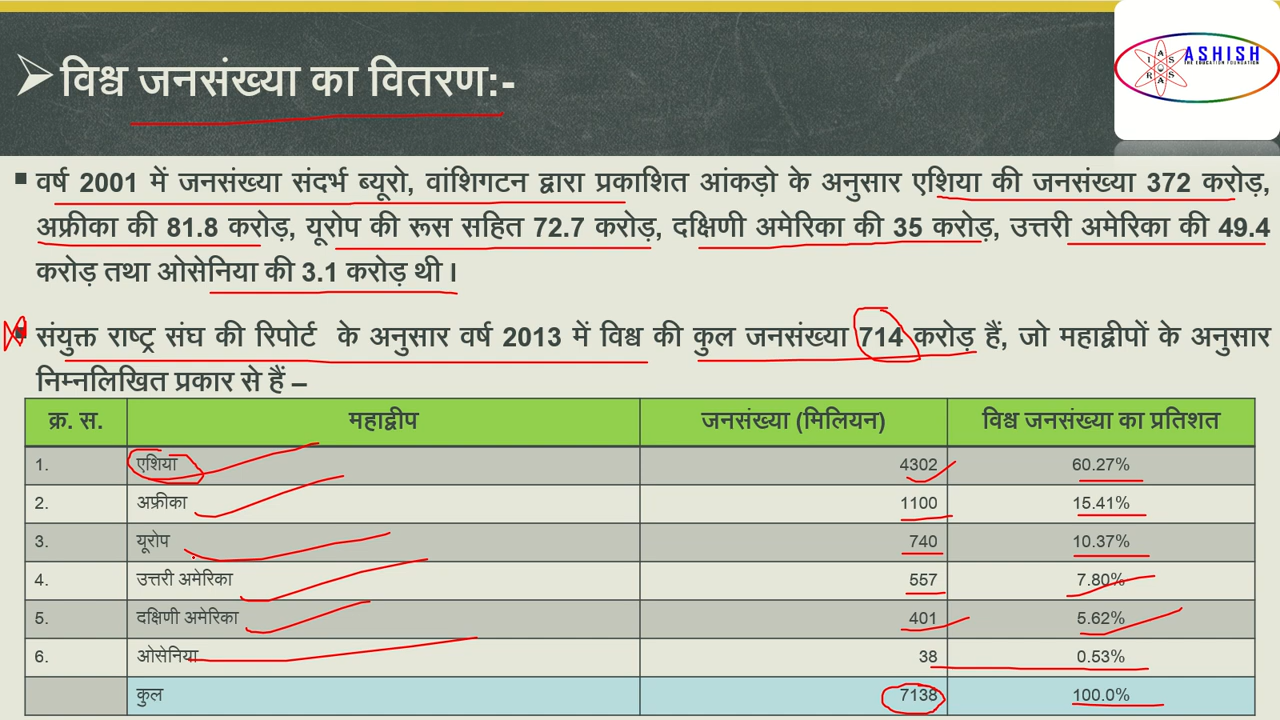 ➢विश्व जनसंख्या का वितरण:-
ASHISH
THE EDUCATION FOUNDATION
▪ वर्ष 2001 में जनसंख्या संदर्भ ब्यूरो, वांशिगटन द्वारा प्रकाशित आंकड़ो के अनुसार एशिया की जनसंख्या 372 करोड़,
अफ्रीका की 81.8 करोड़, यूरोप की रूस सहित 72.7 करोड़, दक्षिणी अमेरिका की 35 करोड़, उत्तरी अमेरिका की 49.4
करोड़ तथा ओसेनिया की 3.1 करोड़ थी ।
▪ संयुक्त राष्ट्र संघ की रिपोर्ट के अनुसार वर्ष 2013 में विश्व की कुल जनसंख्या 714 करोड़ हैं, जो महाद्वीपों के अनुसार
निम्नलिखित प्रकार से हैं –
क्र. स. महाद्वीप जनसंख्या (मिलियन) विश्व जनसंख्या का प्रतिशत
1. एशिया 4302 60.27%
2. अफ्रीका 1100 15.41%
3. यूरोप 740 10.37%
4. उत्तरी अमेरिका 557 7.80%
5. दक्षिणी अमेरिका 401 5.62%
6. ओसेनिया 38 0.53%
कुल 7138 100.0%